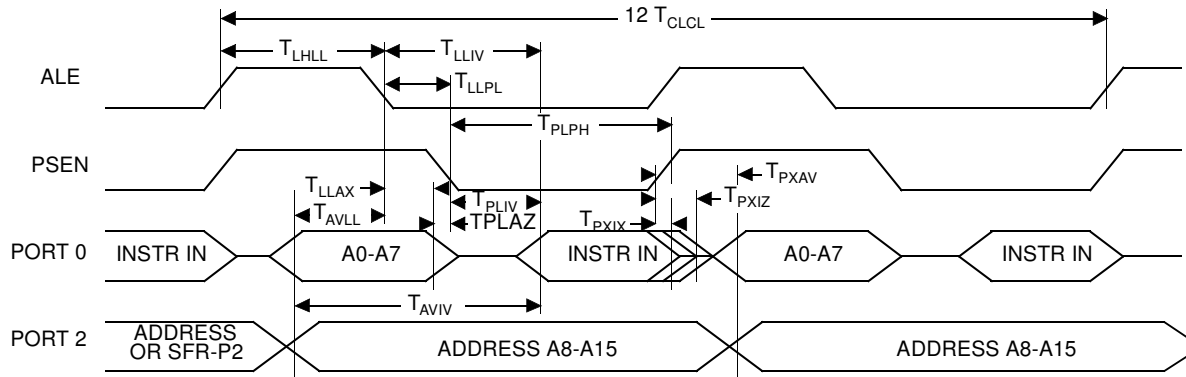 12 TCLCL
TLHLL
TLLIV
ALE
TLLPL
TPLPH
PSEN
TPXAV
TLLAX
TPLIV
TPXIZ
TAVLL
TPLAZ
TPXIX
PORT 0
INSTR IN
A0-A7
INSTR IN
A0-A7
INSTR IN
TAVIV
PORT 2
ADDRESS
OR SFR-P2
ADDRESS A8-A15
ADDRESS A8-A15